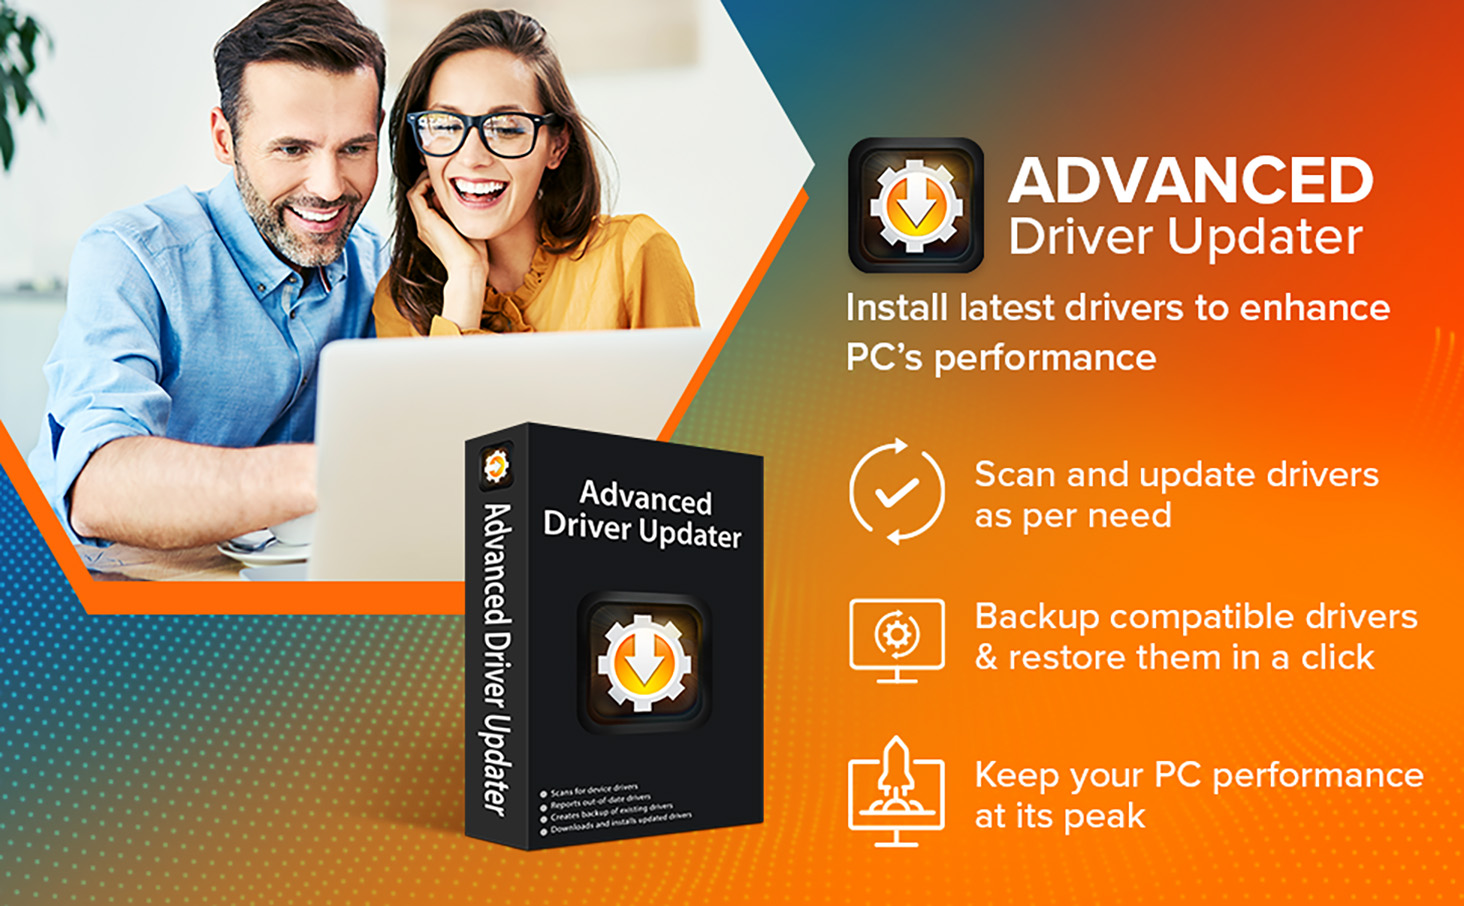 ADVANCED
Driver Updater
Install latest drivers to enhance
PC's performance
Scan and update drivers
as per need
Backup compatible drivers
& restore them in a click
Keep your PC performance
at its peak
Advanced Driver Updater
Advanced
Driver Updater
Scans for device drivers
Reports out-of-date drivers
Creates backup of existing drivers
Downloads and installs updated drivers